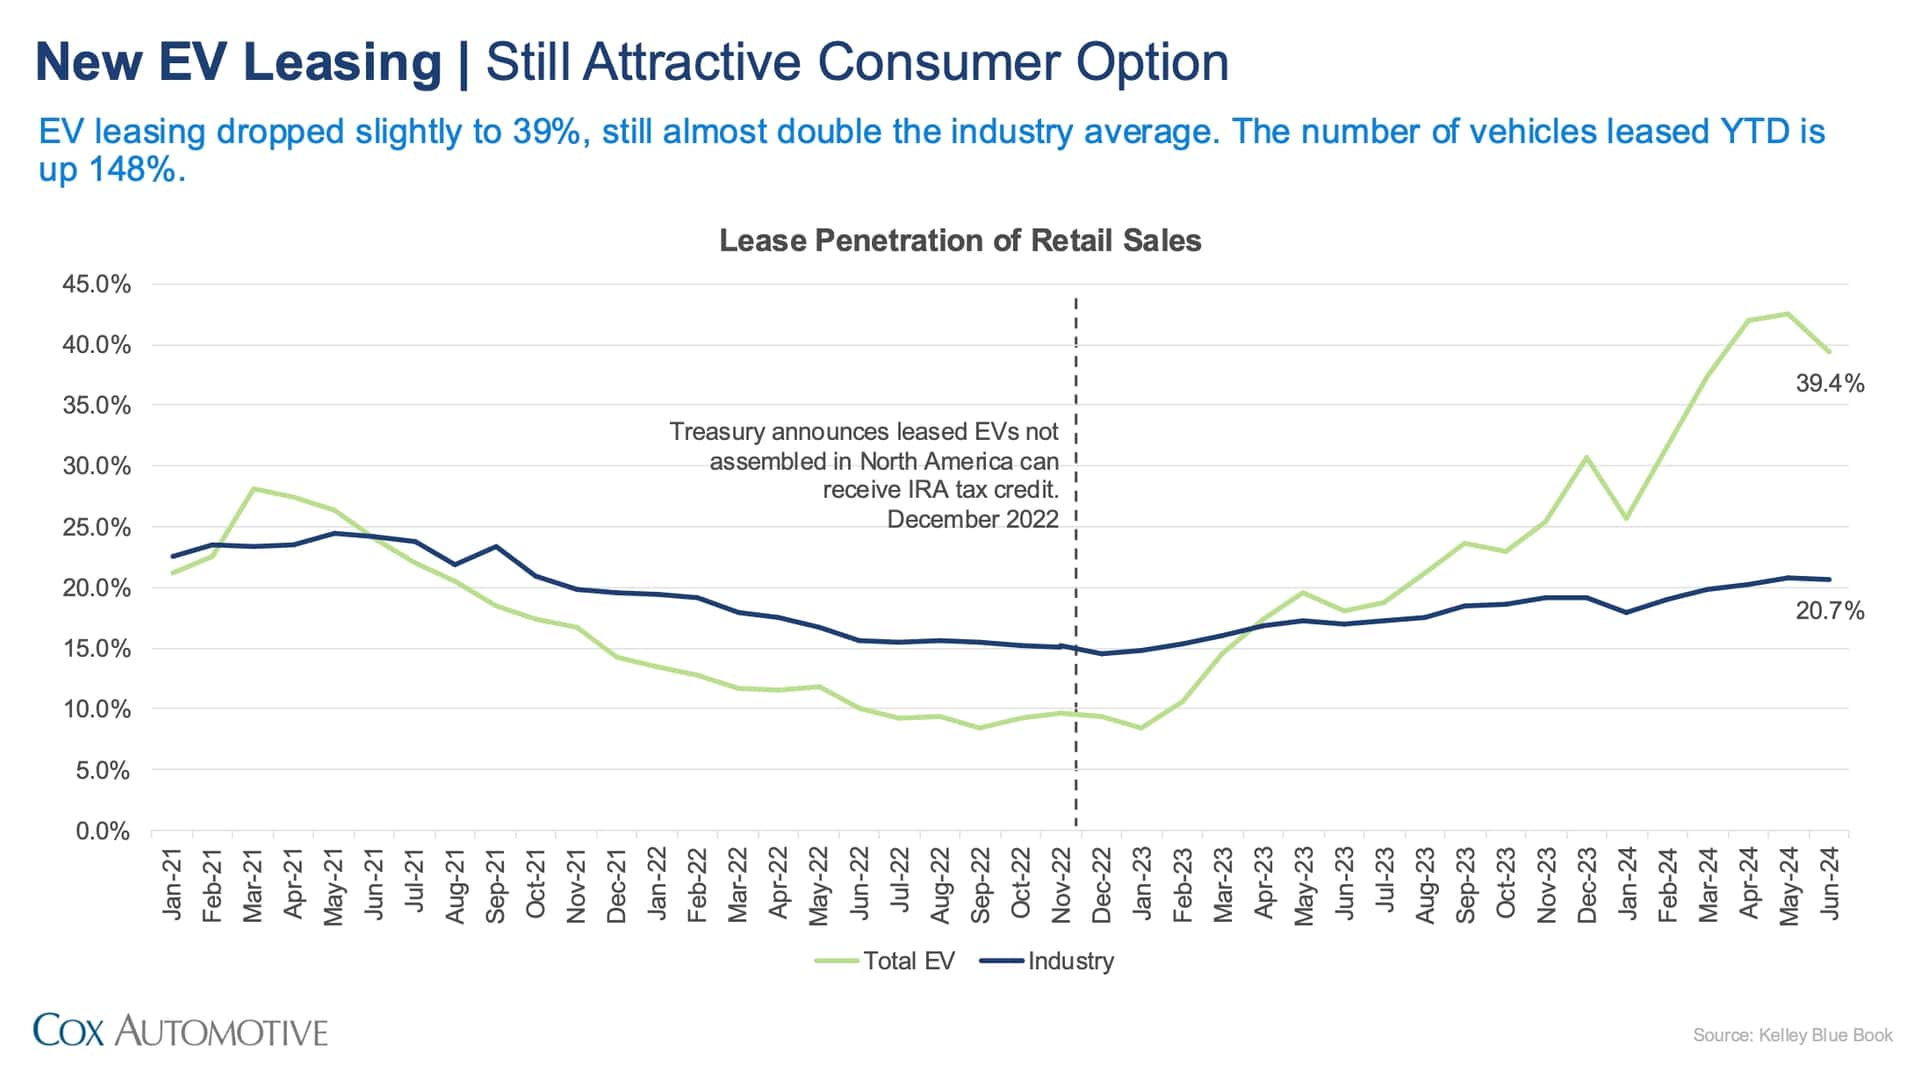 New EV Leasing | Still Attractive Consumer Option
EV leasing dropped slightly to 39%, still almost double the industry average. The number of vehicles leased YTD is
up 148%.
Lease Penetration of Retail Sales
45.0%
40.0%
35.0%
30.0%
25.0%
20.0%
15.0%
10.0%
5.0%
0.0%
Treasury announces leased EVs not
assembled in North America can
receive IRA tax credit.
December 2022
39.4%
20.7%
Jan-21
Feb-21
Mar-21
Apr-21
May-21
Jun-21
Jul-21
Aug-21
Sep-21
Oct-21
Nov-21
Dec-21
Jan-22
Feb-22
Mar-22
Apr-22
May-22
Jun-22
Jul-22
Aug-22
Sep-22
Oct-22
Nov-22
Dec-22
Jan-23
Feb-23
Mar-23
Apr-23
May-23
Jun-23
Jul-23
Aug-23
Sep-23
Oct-23
Nov-23
Dec-23
Jan-24
Feb-24
Mar-24
Apr-24
May-24
Jun-24
Total EV
Industry
COX AUTOMOTIVE
Source: Kelley Blue Book